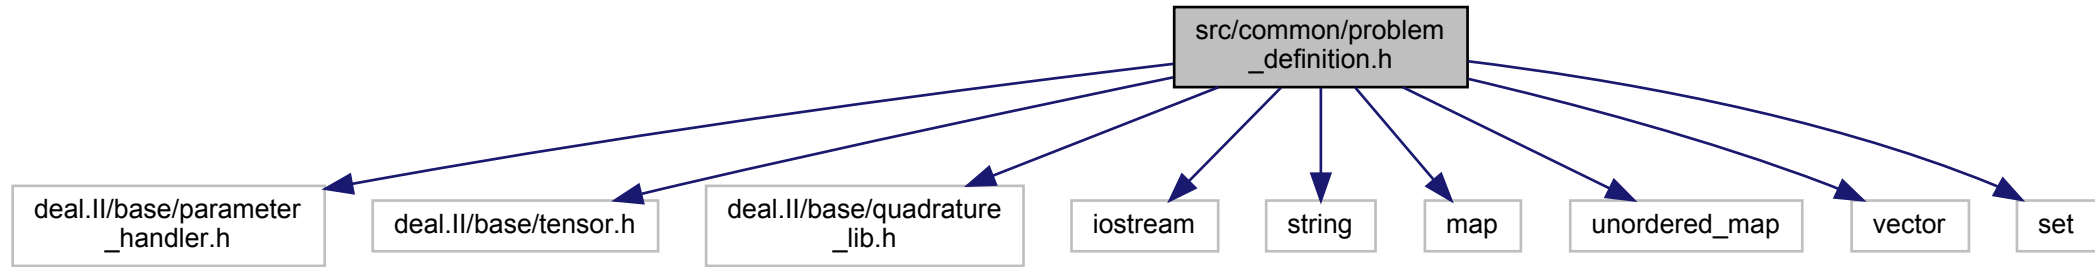 src/common/problem
_definition.h
deal.II/base/parameter
_handler.h
deal.II/base/tensor.h
deal.II/base/quadrature
_lib.h
iostream
string
map
unordered_map
vector
set